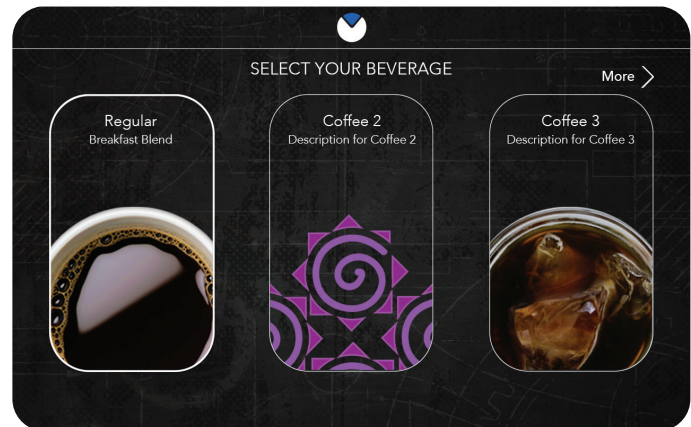 SELECT YOUR BEVERAGE
More
Regular
Breakfast Blend
Coffee 2
Description for Coffee 2
Coffee 3
Description for Coffee 3